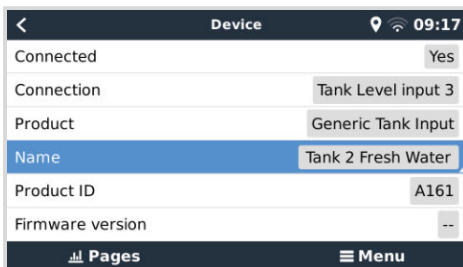 Device 09:17
Connected Yes
Connection Tank Level input 3
Product Generic Tank Input
Name Tank 2 Fresh Water
Product ID A161
Firmware version --
Pages Menu